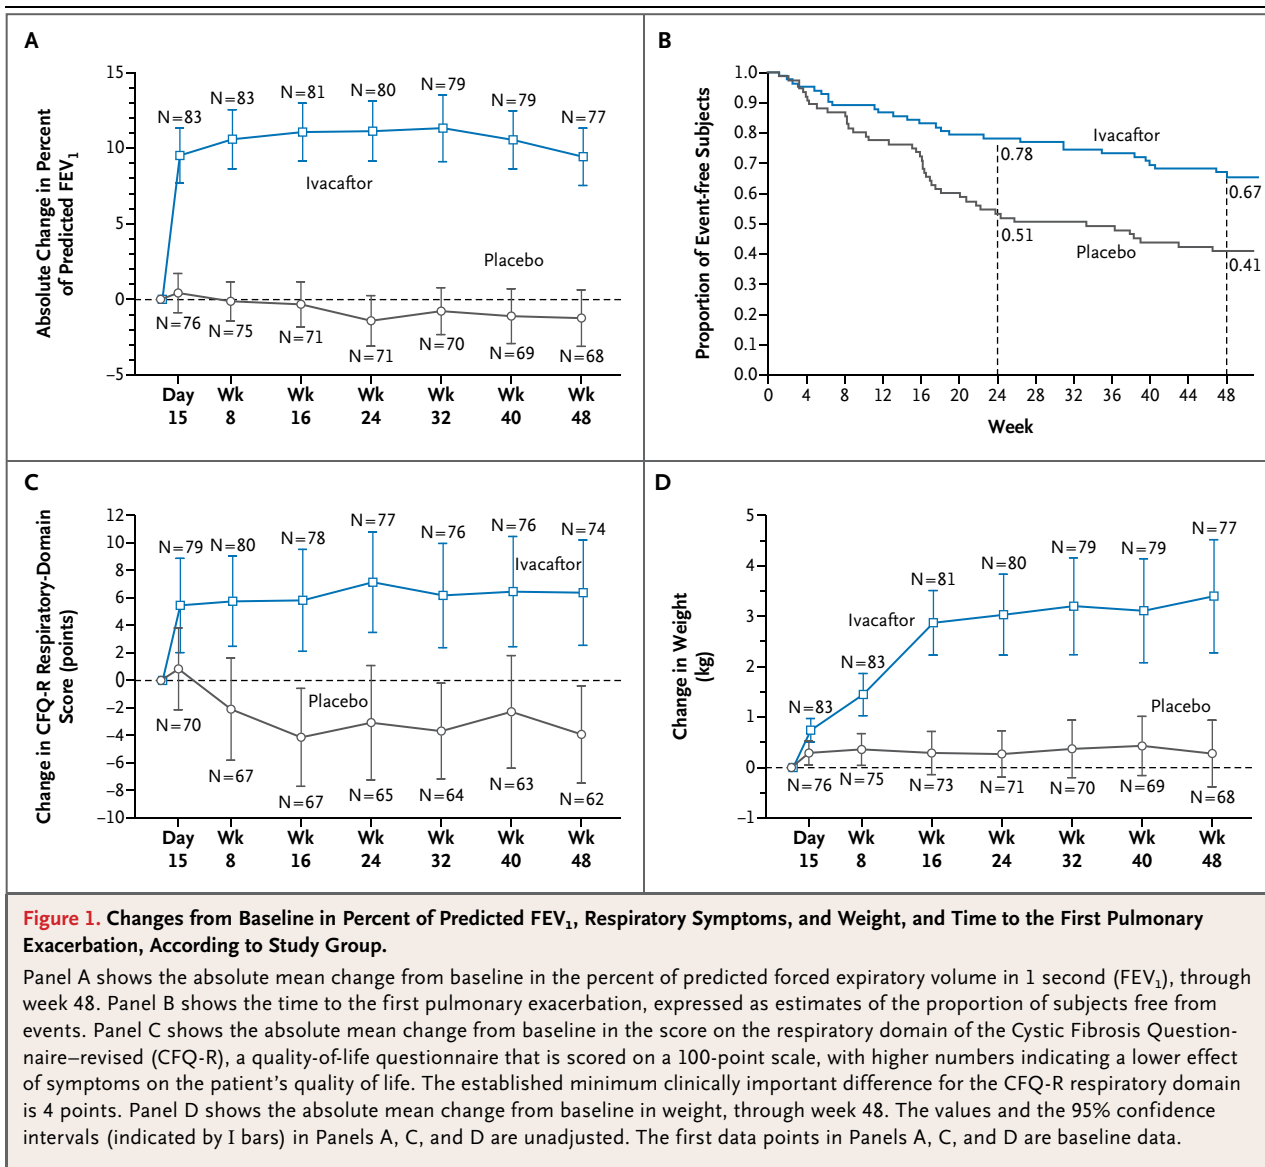 A
Absolute Change in Percent
of Predicted FEV₁
15
10
5
0
−5
N=83
N=83
N=81
N=80
N=79
N=79
N=77
Ivacaftor
Placebo
N=76
N=75
N=71
N=71
N=70
N=69
N=68
Day
15
Wk
8
Wk
16
Wk
24
Wk
32
Wk
40
Wk
48
B
Proportion of Event-free Subjects
1.0
0.9
0.8
0.7
0.6
0.5
0.4
0.3
0.2
0.1
0.0
Ivacaftor
0.78
0.67
0.51
Placebo
0.41
0 4 8 12 16 20 24 28 32 36 40 44 48
Week
C
Change in CFQ-R Respiratory-Domain
Score (points)
12
10
8
6
4
2
0
−2
−4
−6
−8
−10
N=79
N=80
N=78
N=77
N=76
N=76
N=74
Ivacaftor
Placebo
N=70
N=67
N=67
N=65
N=64
N=63
N=62
Day
15
Wk
8
Wk
16
Wk
24
Wk
32
Wk
40
Wk
48
D
Change in Weight
(kg)
5
4
3
2
1
0
−1
N=83
N=83
N=81
N=80
N=79
N=79
N=77
Ivacaftor
Placebo
N=76
N=75
N=73
N=71
N=70
N=69
N=68
Day
15
Wk
8
Wk
16
Wk
24
Wk
32
Wk
40
Wk
48
Figure 1. Changes from Baseline in Percent of Predicted FEV₁, Respiratory Symptoms, and Weight, and Time to the First Pulmonary
Exacerbation, According to Study Group.
Panel A shows the absolute mean change from baseline in the percent of predicted forced expiratory volume in 1 second (FEV₁), through
week 48. Panel B shows the time to the first pulmonary exacerbation, expressed as estimates of the proportion of subjects free from
events. Panel C shows the absolute mean change from baseline in the score on the respiratory domain of the Cystic Fibrosis Question-
naire–revised (CFQ-R), a quality-of-life questionnaire that is scored on a 100-point scale, with higher numbers indicating a lower effect
of symptoms on the patient's quality of life. The established minimum clinically important difference for the CFQ-R respiratory domain
is 4 points. Panel D shows the absolute mean change from baseline in weight, through week 48. The values and the 95% confidence
intervals (indicated by I bars) in Panels A, C, and D are unadjusted. The first data points in Panels A, C, and D are baseline data.